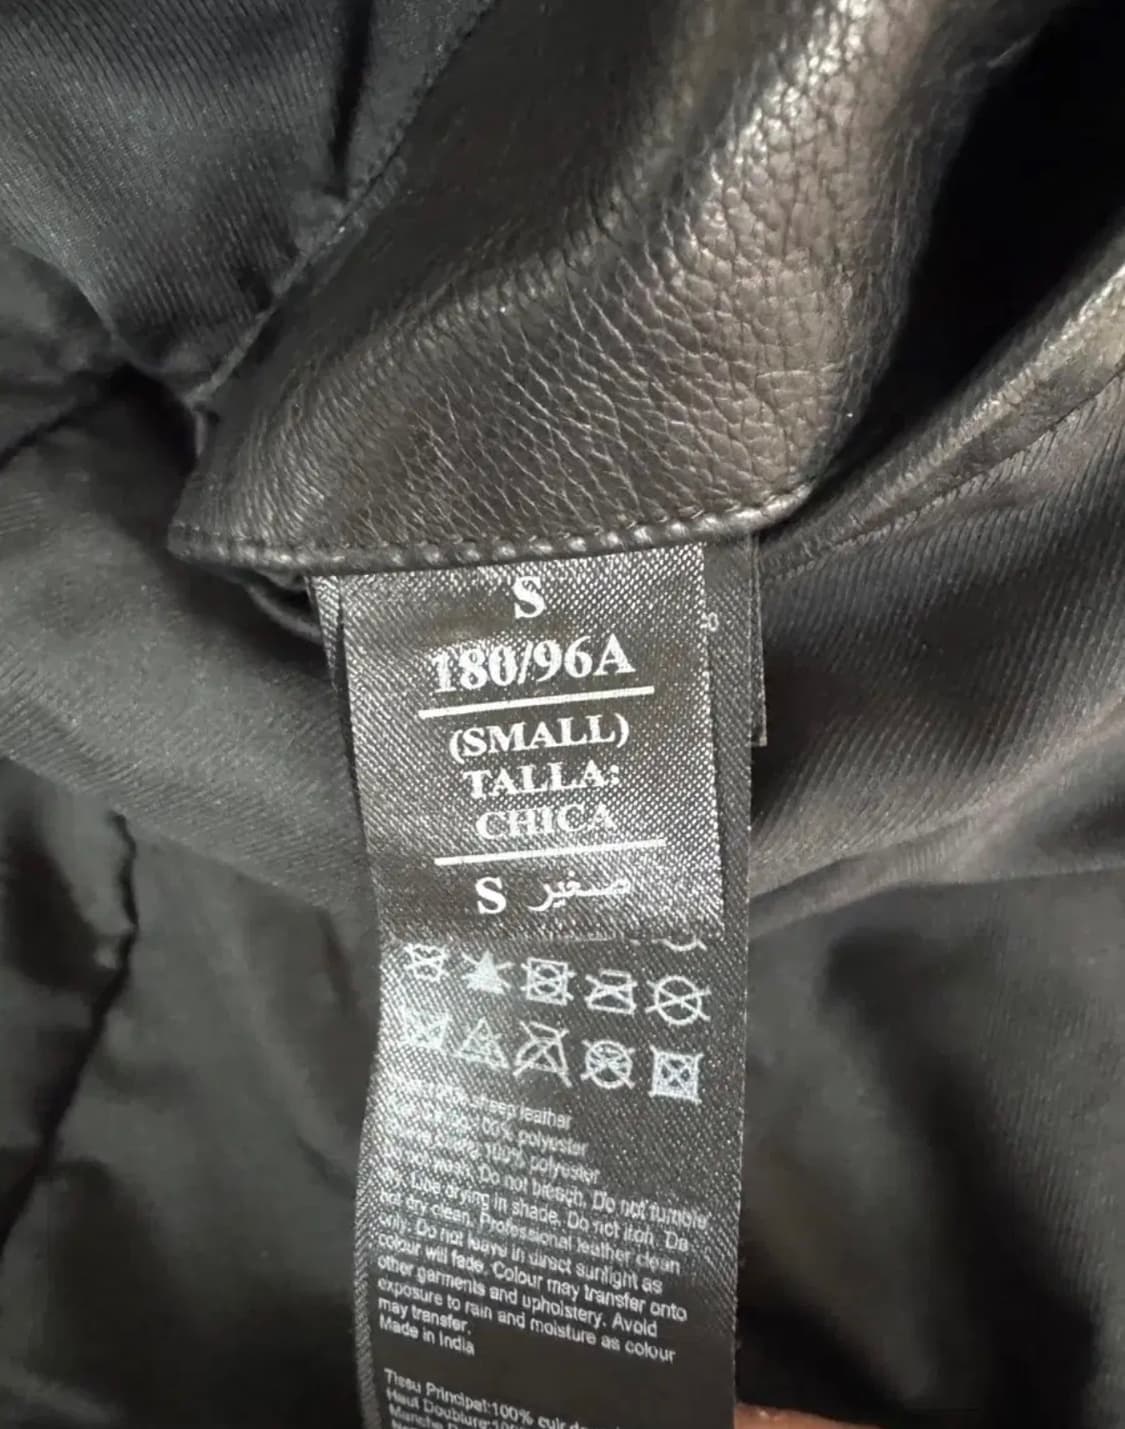 S
180/96A
(SMALL)
TALLA:
CHICA
S صغير
sheep leather
100% polyester
100% polyester
Do not bleach. Do not tumble
Line drying in shade. Do not iron. Do
not dry clean. Professional leather clean
only. Do not leave in direct sunlight as
colour will fade. Colour may transfer onto
other garments and upholstery. Avoid
exposure to rain and moisture as colour
may transfer.
Made in India
Tissu Principal:100% cuir
Haut Doublure:
Manche